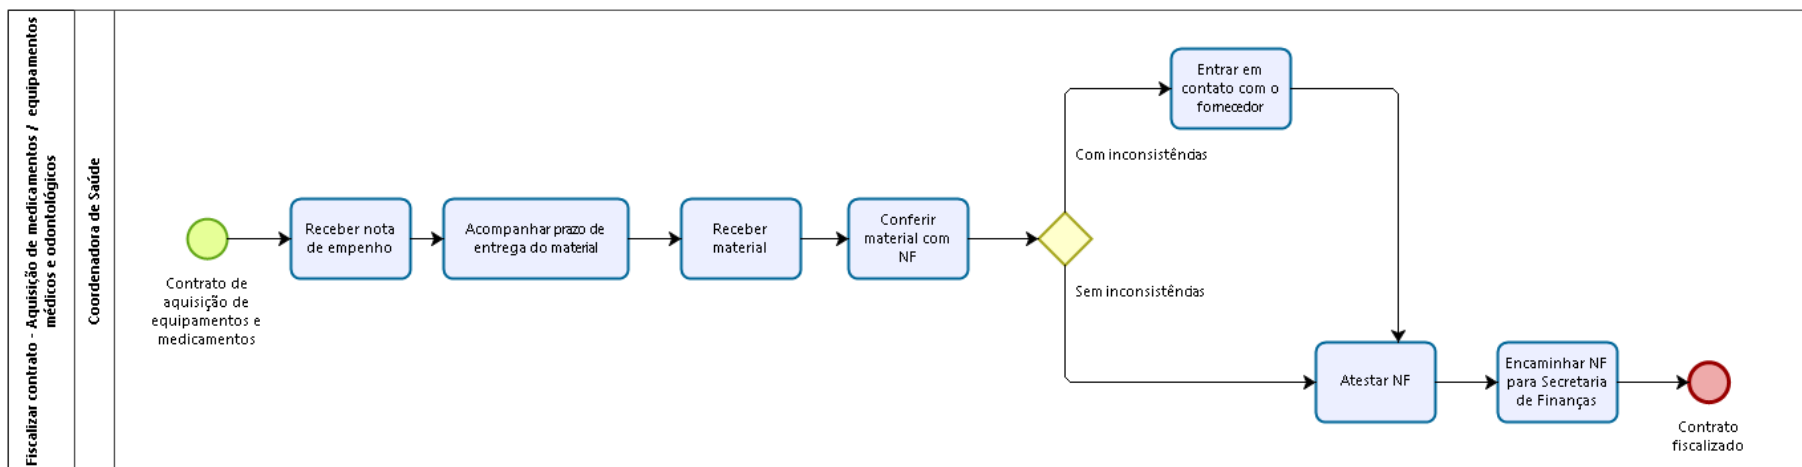 Fiscalizar contrato - Aquisição de medicamentos / equipamentos
médicos e odontológicos
Coordenadora de Saúde
Contrato de
aquisição de
equipamentos e
medicamentos
Receber nota
de empenho
Acompanhar prazo de
entrega do material
Receber
material
Conferir
material com
NF
Com inconsistências
Sem inconsistências
Entrar em
contato com o
fornecedor
Atestar NF
Encaminhar NF
para Secretaria
de Finanças
Contrato
fiscalizado